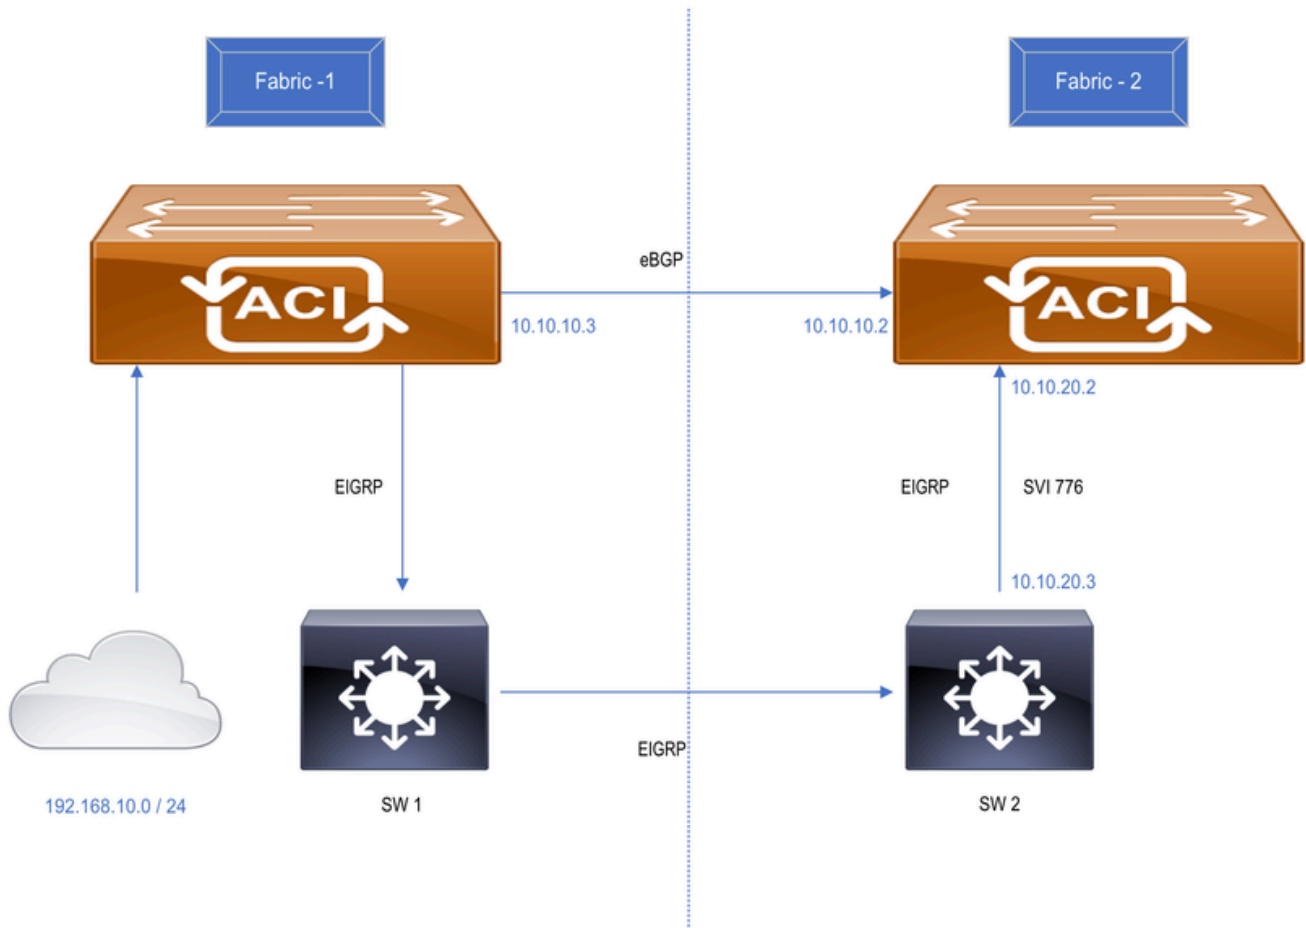 Fabric -1
Fabric - 2
eBGP
ACI
ACI
10.10.10.3
10.10.10.2
10.10.20.2
EIGRP
EIGRP
SVI 776
10.10.20.3
EIGRP
192.168.10.0 / 24
SW 1
SW 2